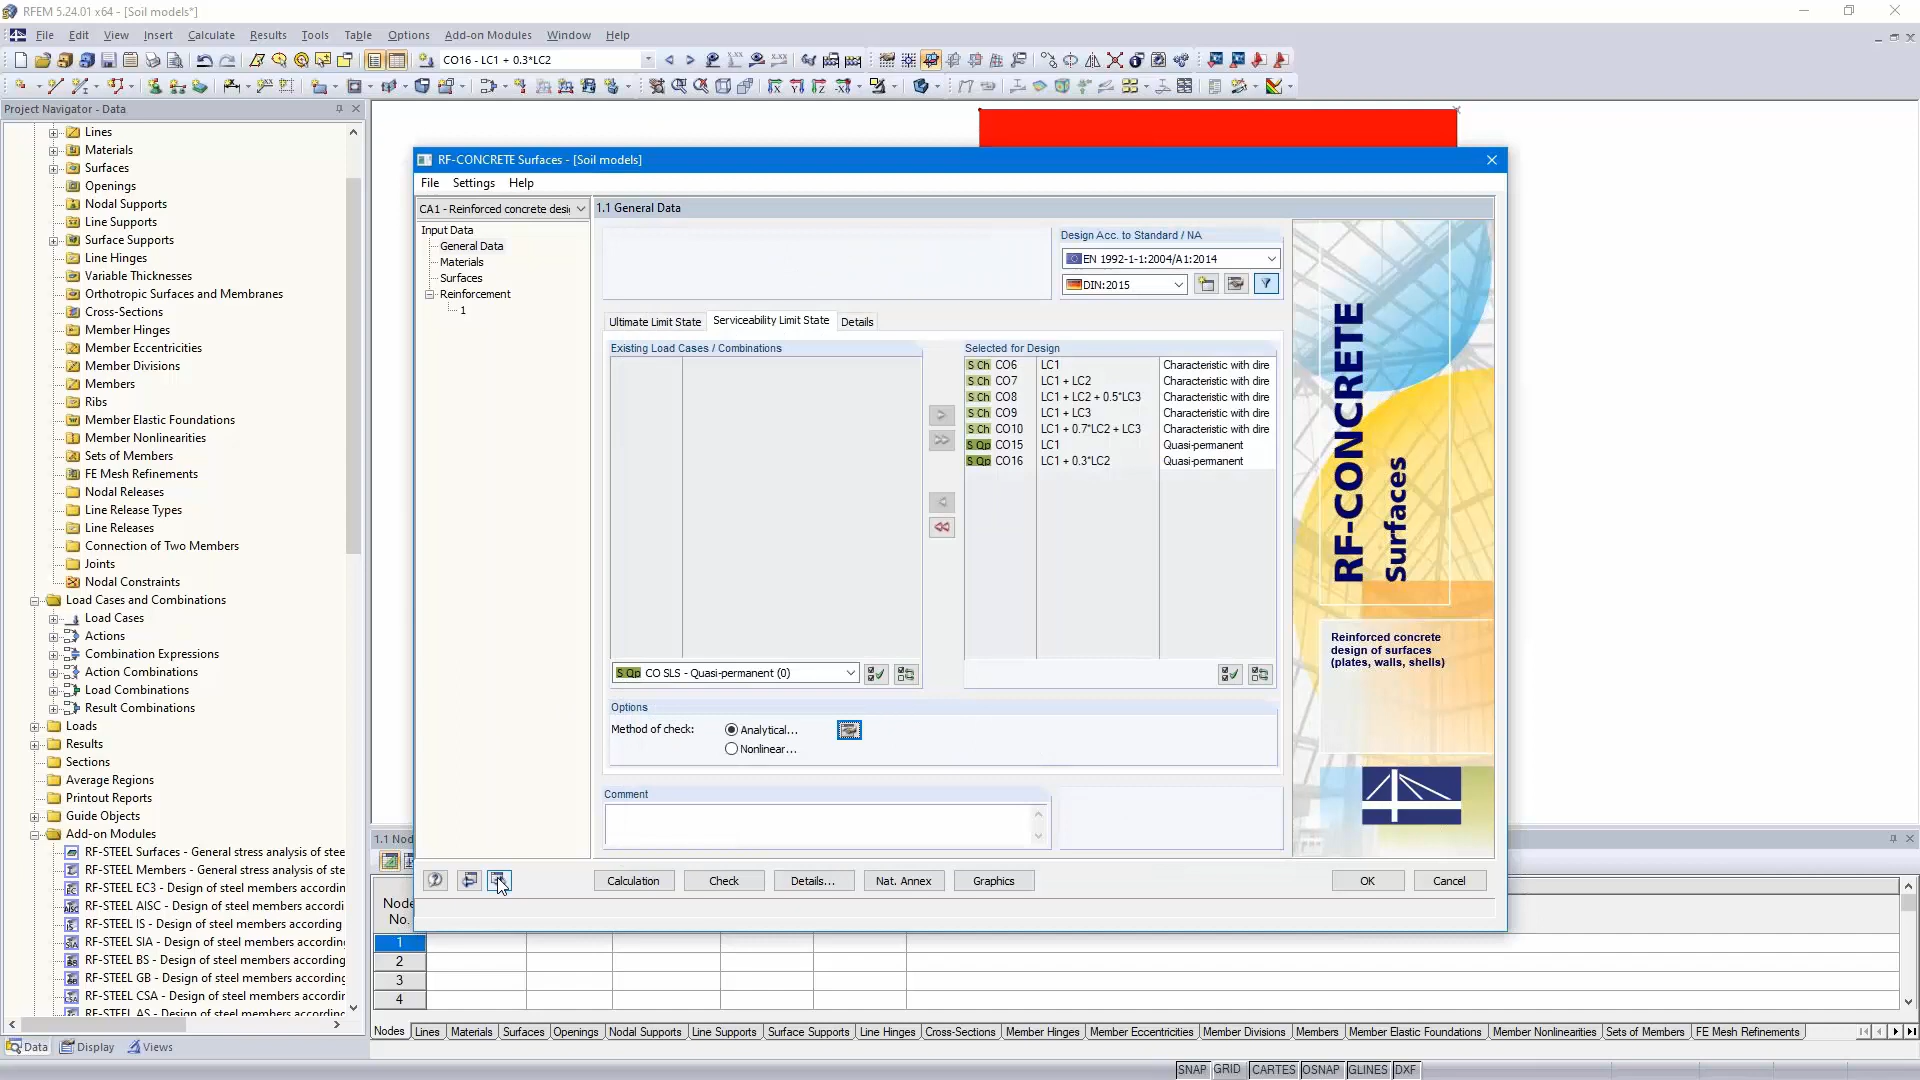 RFEM 5.24.01 x64 - [Soil models*]
File Edit View Insert Calculate Results Tools Table Options Add-on Modules Window Help
CO16 - LC1 + 0.3*LC2
Project Navigator - Data
Lines
Materials
Surfaces
Openings
Nodal Supports
Line Supports
Surface Supports
Line Hinges
Variable Thicknesses
Orthotropic Surfaces and Membranes
Cross-Sections
Member Hinges
Member Eccentricities
Member Divisions
Members
Ribs
Member Elastic Foundations
Member Nonlinearities
Sets of Members
FE Mesh Refinements
Nodal Releases
Line Release Types
Line Releases
Connection of Two Members
Joints
Nodal Constraints
Load Cases and Combinations
Load Cases
Actions
Combination Expressions
Action Combinations
Load Combinations
Result Combinations
Loads
Results
Sections
Average Regions
Printout Reports
Guide Objects
Add-on Modules
RF-STEEL Surfaces - General stress analysis of stee
RF-STEEL Members - General stress analysis of stee
RF-STEEL EC3 - Design of steel members according
RF-STEEL AISC - Design of steel members accordi
RF-STEEL IS - Design of steel members according
RF-STEEL SIA - Design of steel members according
RF-STEEL BS - Design of steel members according
RF-STEEL GB - Design of steel members according
RF-STEEL CSA - Design of steel members accordin
RF-STEEL AS - Design of steel members according
Data Display Views
RF-CONCRETE Surfaces - [Soil models]
File Settings Help
CA1 - Reinforced concrete desi
Input Data
General Data
Materials
Surfaces
Reinforcement
1
1.1 General Data
Design Acc. to Standard / NA
EN 1992-1-1:2004/A1:2014
DIN:2015
Ultimate Limit State Serviceability Limit State Details
Existing Load Cases / Combinations
Selected for Design
S Ch CO6 LC1 Characteristic with dire
S Ch CO7 LC1 + LC2 Characteristic with dire
S Ch CO8 LC1 + LC2 + 0.5*LC3 Characteristic with dire
S Ch CO9 LC1 + LC3 Characteristic with dire
S Ch CO10 LC1 + 0.7*LC2 + LC3 Characteristic with dire
S Qp CO15 LC1 Quasi-permanent
S Qp CO16 LC1 + 0.3*LC2 Quasi-permanent
S Qp CO SLS - Quasi-permanent (0)
Options
Method of check:
Analytical...
Nonlinear...
Comment
RF-CONCRETE
Surfaces
Reinforced concrete
design of surfaces
(plates, walls, shells)
Calculation Check Details... Nat. Annex Graphics OK Cancel
1.1 Nod
Node
No.
1
2
3
4
Nodes Lines Materials Surfaces Openings Nodal Supports Line Supports Surface Supports Line Hinges Cross-Sections Member Hinges Member Eccentricities Member Divisions Members Member Elastic Foundations Member Nonlinearities Sets of Members FE Mesh Refinements
SNAP GRID CARTES OSNAP GLINES DXF